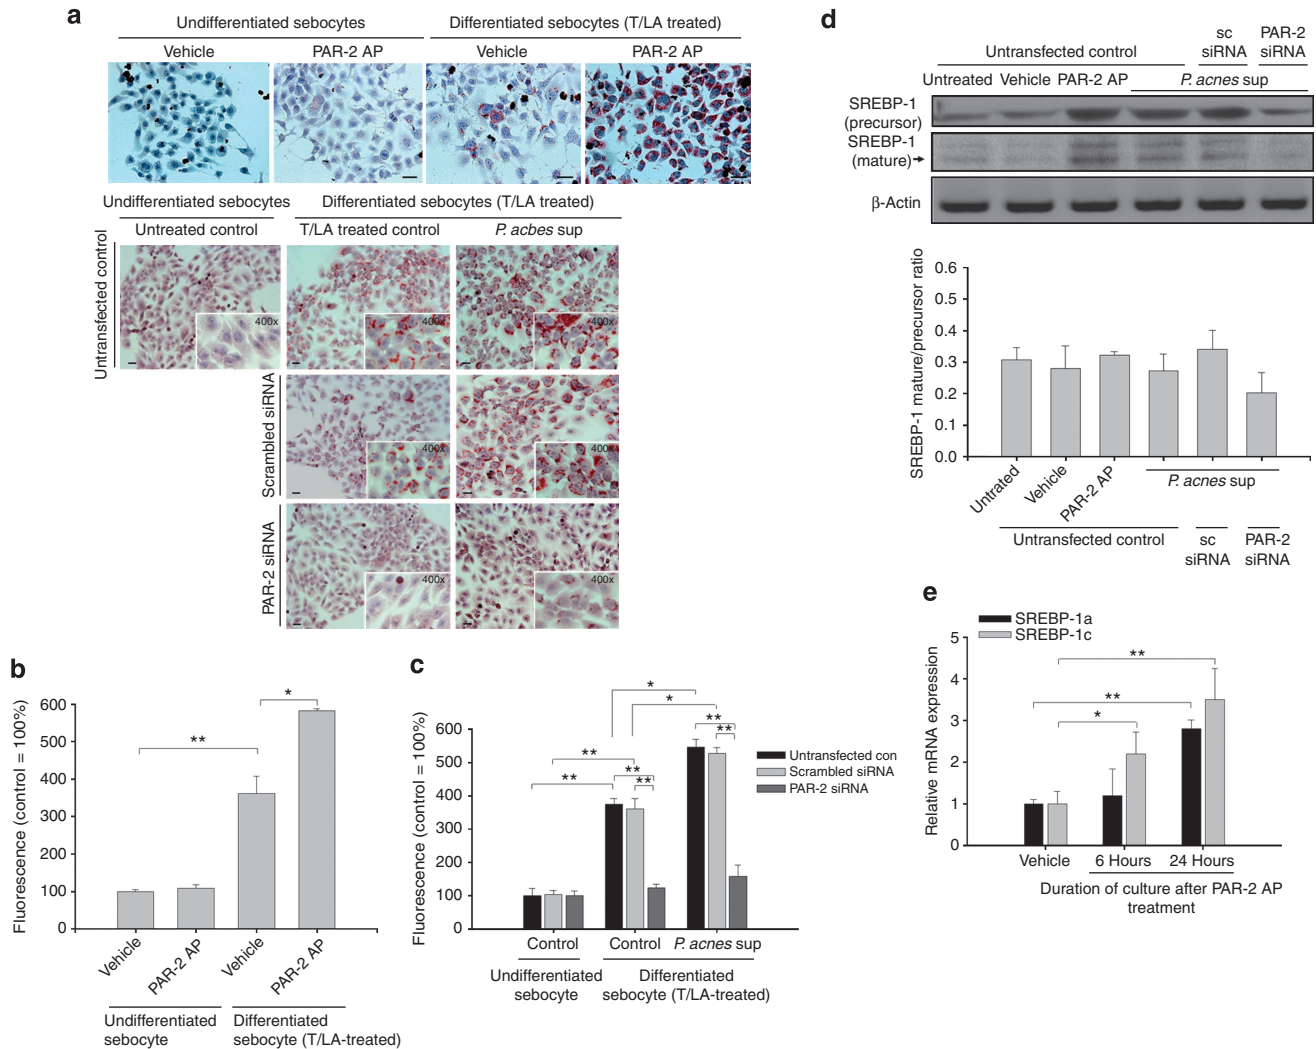 a
Undifferentiated sebocytes
Differentiated sebocytes (T/LA treated)
Vehicle
PAR-2 AP
Vehicle
PAR-2 AP
Undifferentiated sebocytes
Differentiated sebocytes (T/LA treated)
Untreated control
T/LA treated control
P. acbes sup
Untransfected control
400x
400x
400x
Scrambled siRNA
400x
400x
PAR-2 siRNA
400x
400x
b
Fluorescence (control = 100%)
600
500
400
300
200
100
0
**
*
Vehicle
PAR-2 AP
Vehicle
PAR-2 AP
Undifferentiated
sebocyte
Differentiated
sebocyte (T/LA-treated)
c
Fluorescence (control = 100%)
600
500
400
300
200
100
0
*
*
**
**
**
**
**
**
Untransfected con
Scrambled siRNA
PAR-2 siRNA
Control
Control
P. acnes sup
Undifferentiated
sebocyte
Differentiated
sebocyte (T/LA-treated)
d
Untransfected control
sc
siRNA
PAR-2
siRNA
Untreated
Vehicle
PAR-2 AP
P. acnes sup
SREBP-1
(precursor)
SREBP-1
(mature)
β-Actin
SREBP-1 mature/precursor ratio
0.6
0.5
0.4
0.3
0.2
0.1
0.0
Untrated
Vehicle
PAR-2 AP
P. acnes sup
Untransfected control
sc
siRNA
PAR-2
siRNA
e
SREBP-1a
SREBP-1c
Relative mRNA expression
5
4
3
2
1
0
**
**
*
Vehicle
6 Hours
24 Hours
Duration of culture after PAR-2 AP
treatment